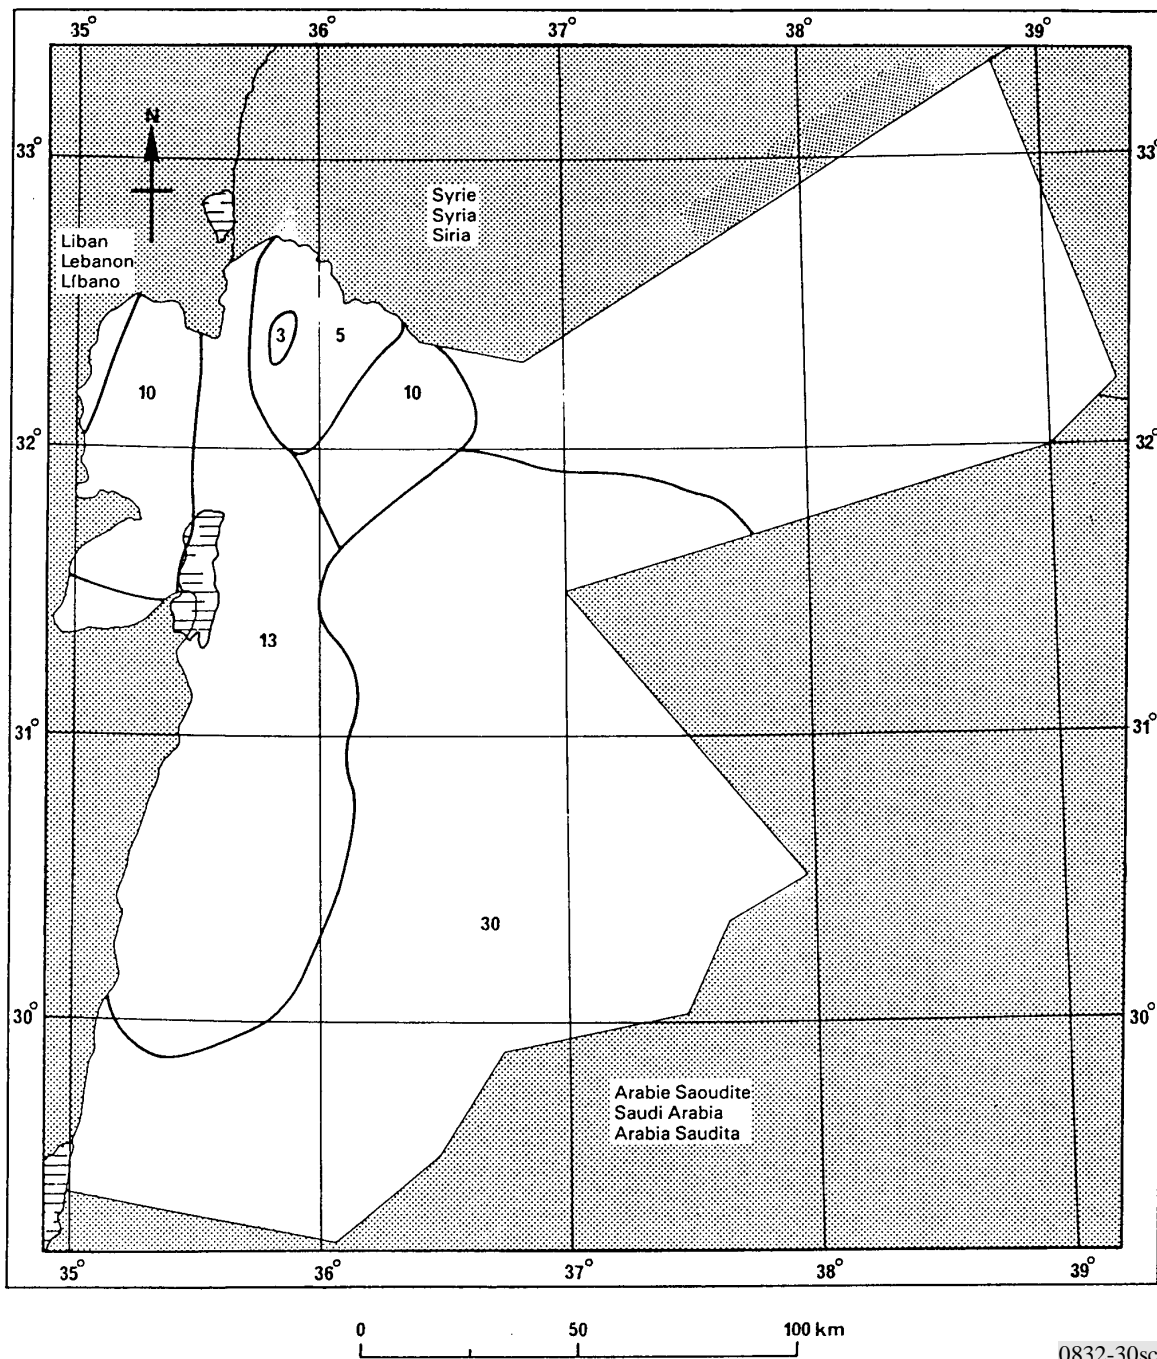 35° 36° 37° 38° 39°
33° 33°
N
Syrie
Syria
Siria
Liban
Lebanon
Líbano
3 5
10 10
32° 32°
13
31° 31°
30
30° 30°
Arabie Saoudite
Saudi Arabia
Arabia Saudita
35° 36° 37° 38° 39°
0 50 100 km
0832-30sc